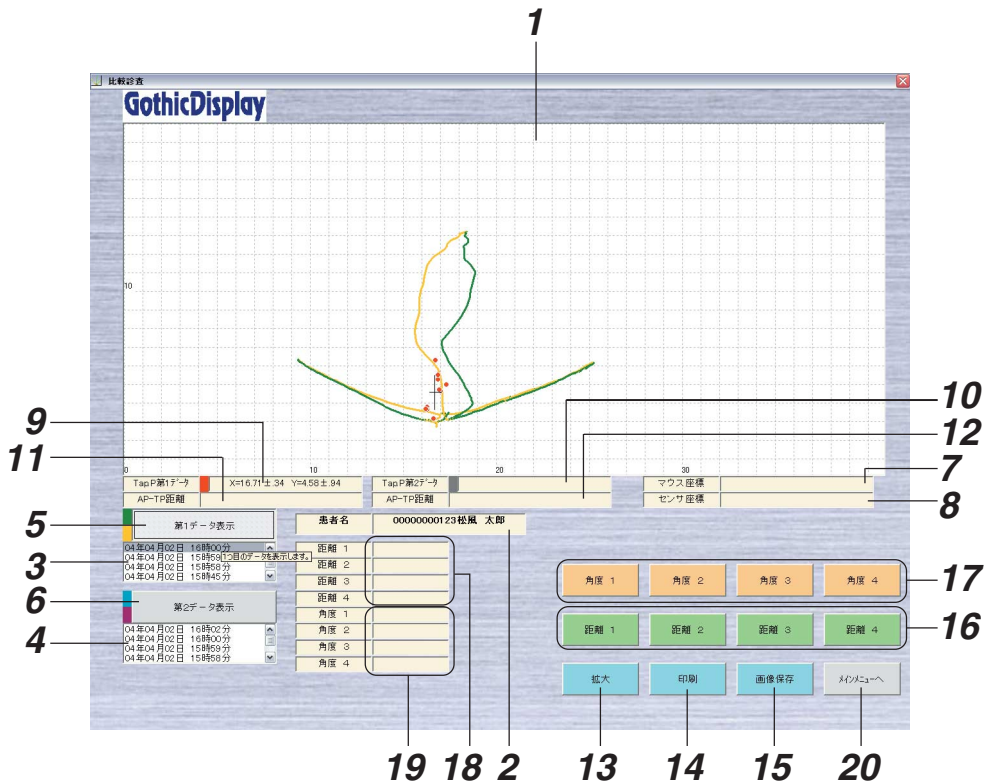 1
比較診査
GothicDisplay
10
0 10 20 30
9
11
10
12
7
8
TapP第1データ X=16.71±.34 Y=4.58±.94 TapP第2データ マウス座標
AP-TP距離 AP-TP距離 センサ座標
5
第1データ表示
患者名 00000000123松風 太郎
3
04年04月02日 16時00分
04年04月02日 15時59
1つ目のデータを表示します。
04年04月02日 15時58分
04年04月02日 15時45分
6
第2データ表示
4
04年04月02日 16時02分
04年04月02日 16時00分
04年04月02日 15時59分
04年04月02日 15時58分
距離 1
距離 2
距離 3
距離 4
角度 1
角度 2
角度 3
角度 4
角度 1 角度 2 角度 3 角度 4
17
距離 1 距離 2 距離 3 距離 4
16
拡大 印刷 画像保存 メインメニューへ
19 18 2 13 14 15 20